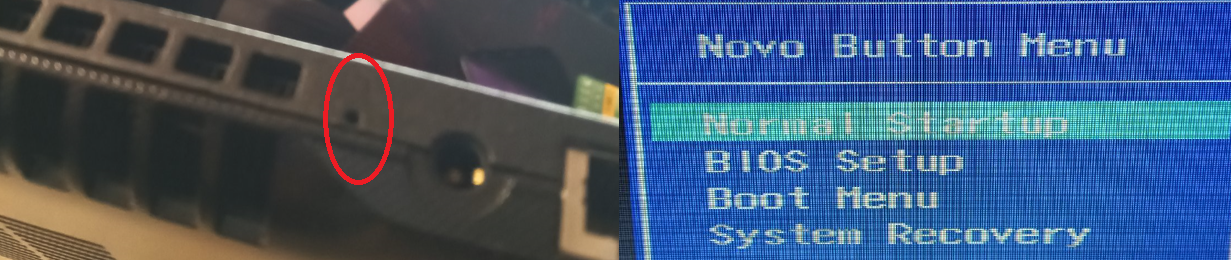 Novo Button Menu
Normal Startup
BIOS Setup
Boot Menu
System Recovery